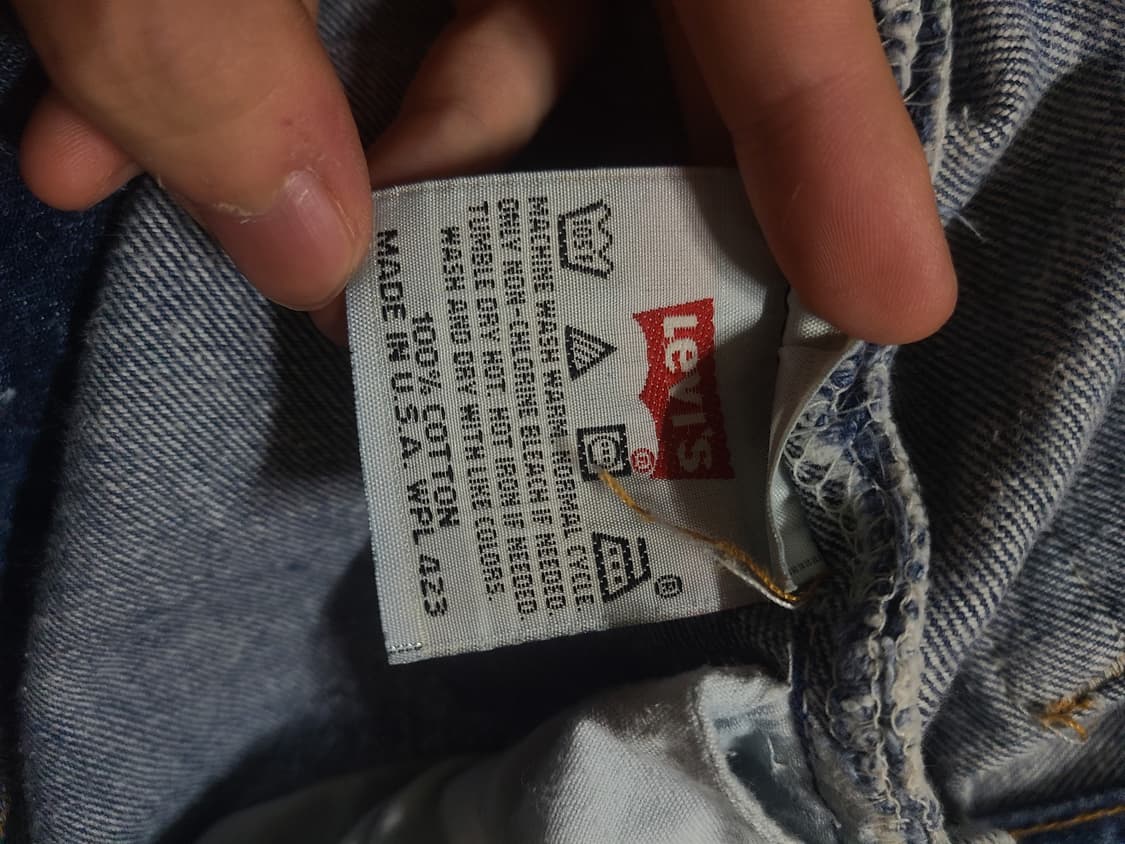 Levi's
®
®
MACHINE WASH WARM, NORMAL CYCLE.
ONLY NON-CHLORINE BLEACH IF NEEDED.
TUMBLE DRY HOT. HOT IRON IF NEEDED.
WASH AND DRY WITH LIKE COLORS.
100% COTTON
MADE IN U.S.A. WPL 423